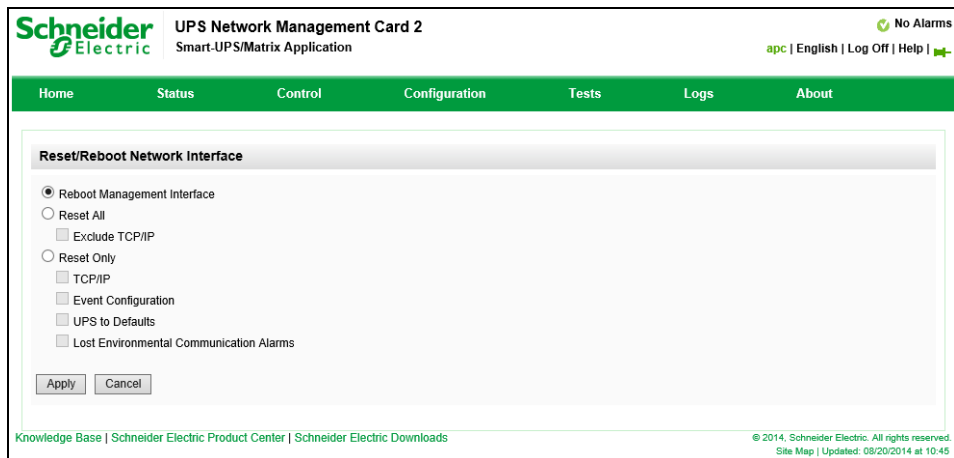 Schneider Electric
UPS Network Management Card 2
Smart-UPS/Matrix Application
No Alarms
apc | English | Log Off | Help |
Home Status Control Configuration Tests Logs About
Reset/Reboot Network Interface
Reboot Management Interface
Reset All
Exclude TCP/IP
Reset Only
TCP/IP
Event Configuration
UPS to Defaults
Lost Environmental Communication Alarms
Apply Cancel
Knowledge Base | Schneider Electric Product Center | Schneider Electric Downloads
© 2014, Schneider Electric. All rights reserved.
Site Map | Updated: 08/20/2014 at 10:45